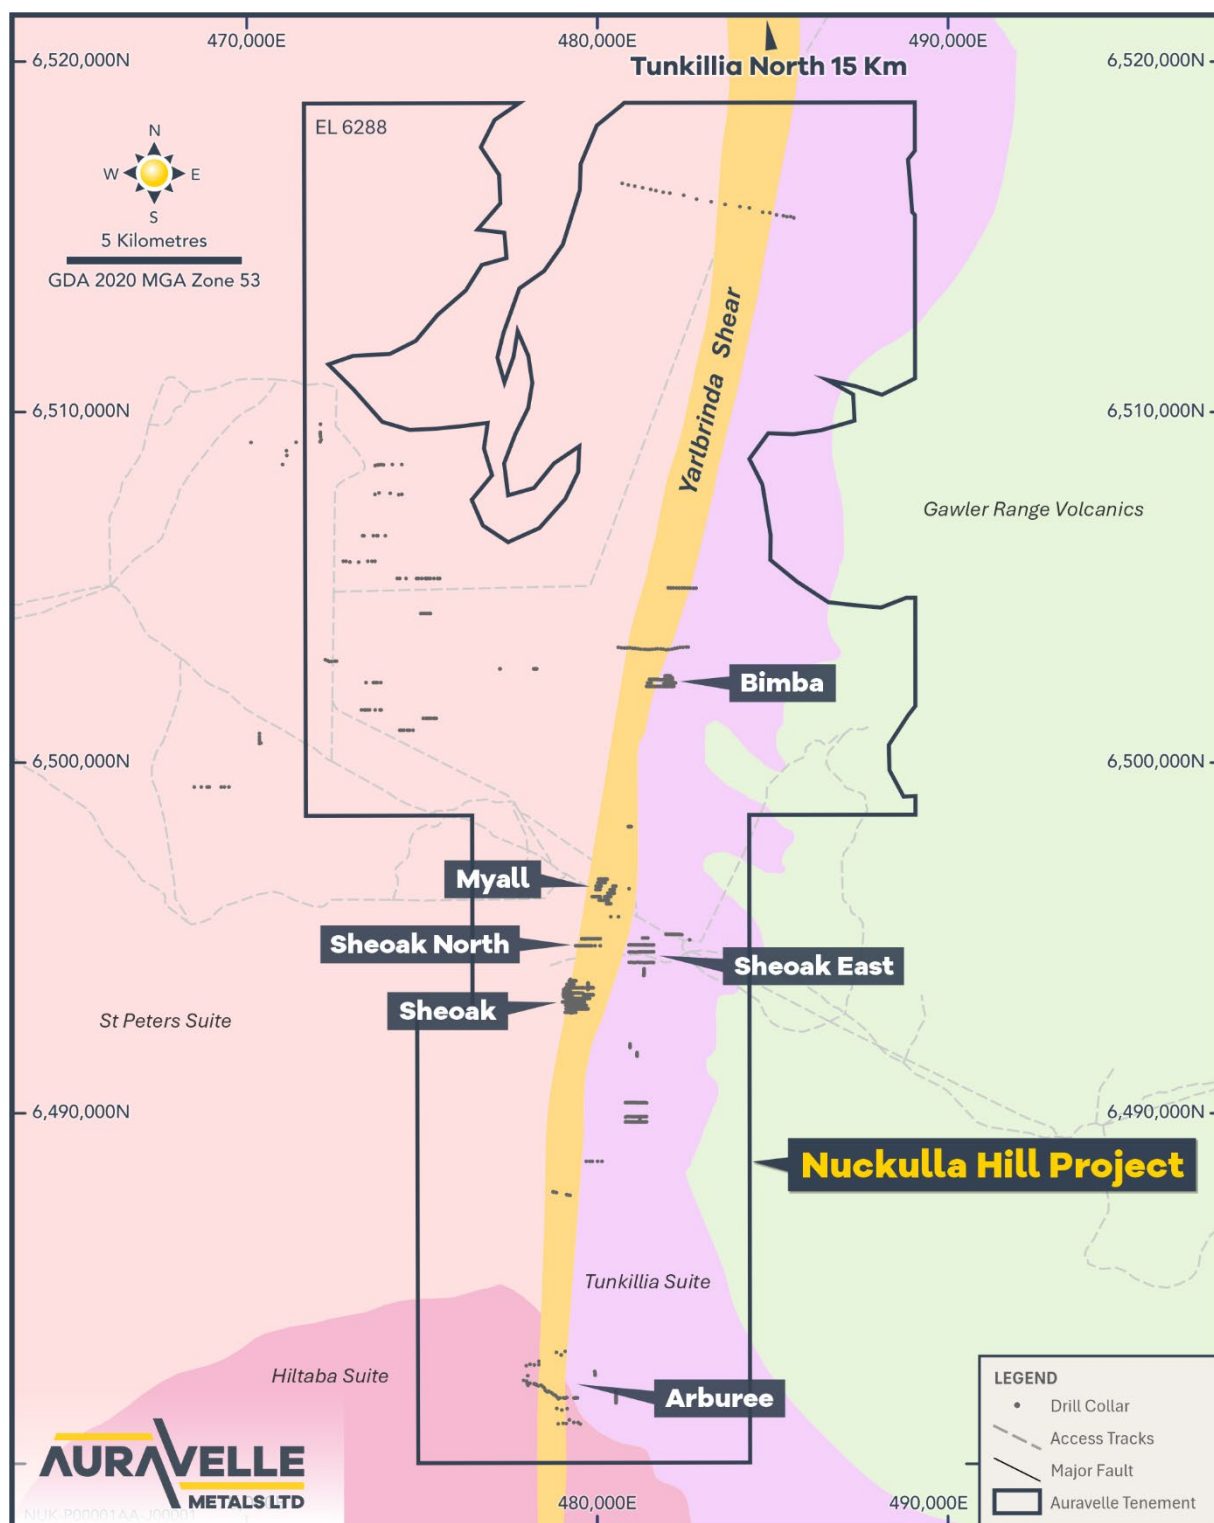 470,000E
480,000E
490,000E
6,520,000N
Tunkillia North 15 Km
6,520,000N
EL 6288
N
W
E
S
5 Kilometres
GDA 2020 MGA Zone 53
Yarlbrinda Shear
6,510,000N
6,510,000N
Gawler Range Volcanics
Bimba
6,500,000N
6,500,000N
Myall
Sheoak North
Sheoak East
Sheoak
St Peters Suite
6,490,000N
6,490,000N
Nuckulla Hill Project
Tunkillia Suite
Hiltaba Suite
Arburee
LEGEND
Drill Collar
Access Tracks
Major Fault
Auravelle Tenement
AURAVELLE
METALS LTD
480,000E
490,000E